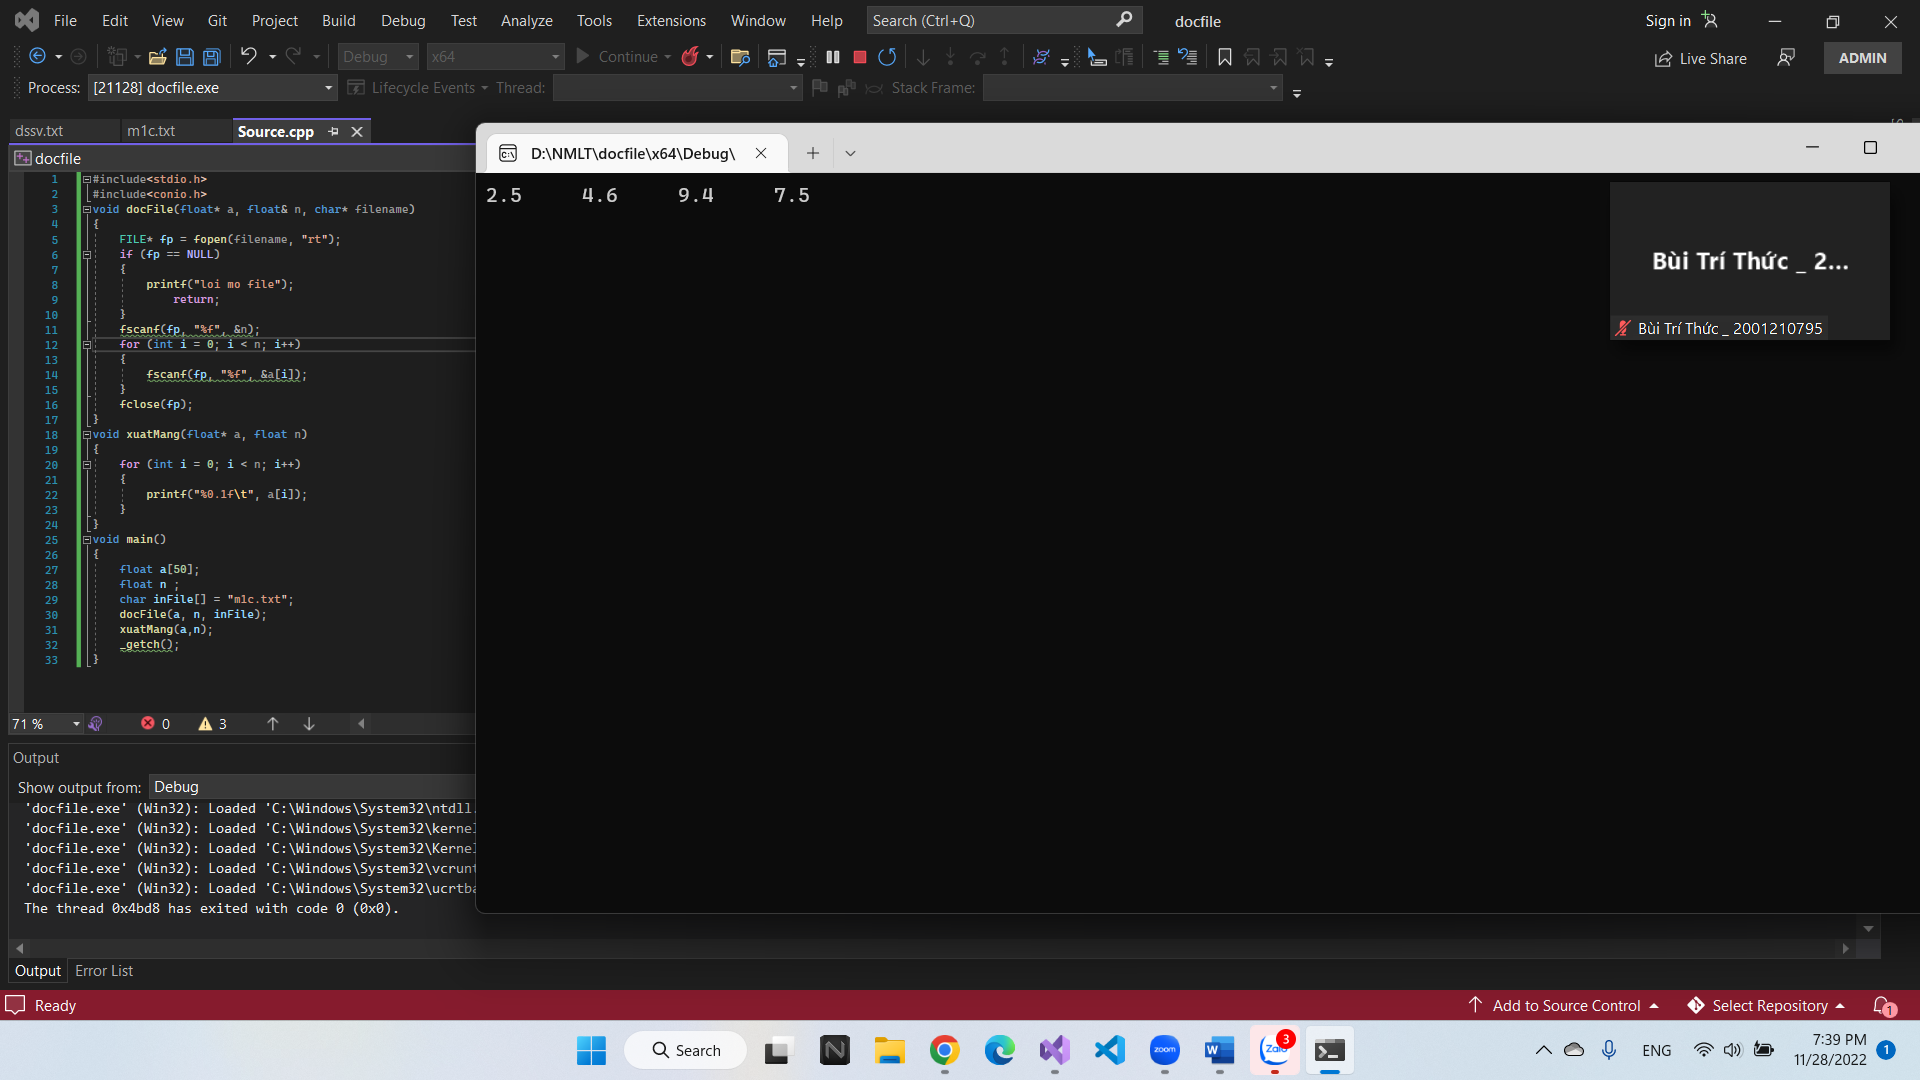 File Edit View Git Project Build Debug Test Analyze Tools Extensions Window Help Search (Ctrl+Q) docfile Sign in
Debug x64 Continue Live Share ADMIN
Process: [21128] docfile.exe Lifecycle Events Thread: Stack Frame:
dssv.txt m1c.txt Source.cpp
docfile
1 #include<stdio.h>
2 #include<conio.h>
3 void docFile(float* a, float& n, char* filename)
4 {
5 FILE* fp = fopen(filename, "rt");
6 if (fp == NULL)
7 {
8 printf("loi mo file");
9 return;
10 }
11 fscanf(fp, "%f", &n);
12 for (int i = 0; i < n; i++)
13 {
14 fscanf(fp, "%f", &a[i]);
15 }
16 fclose(fp);
17 }
18 void xuatMang(float* a, float n)
19 {
20 for (int i = 0; i < n; i++)
21 {
22 printf("%0.1f\t", a[i]);
23 }
24 }
25 void main()
26 {
27 float a[50];
28 float n ;
29 char inFile[] = "m1c.txt";
30 docFile(a, n, inFile);
31 xuatMang(a,n);
32 _getch();
33 }
71 % 0 3
D:\NMLT\docfile\x64\Debug\
2.5 4.6 9.4 7.5
Bùi Trí Thức _ 2...
Bùi Trí Thức _ 2001210795
Output
Show output from: Debug
'docfile.exe' (Win32): Loaded 'C:\Windows\System32\ntdll.
'docfile.exe' (Win32): Loaded 'C:\Windows\System32\kernel
'docfile.exe' (Win32): Loaded 'C:\Windows\System32\Kernel
'docfile.exe' (Win32): Loaded 'C:\Windows\System32\vcrunt
'docfile.exe' (Win32): Loaded 'C:\Windows\System32\ucrtba
The thread 0x4bd8 has exited with code 0 (0x0).
Output Error List
Ready Add to Source Control Select Repository 1
Search zoom Zalo 3 ENG 7:39 PM
11/28/2022 1